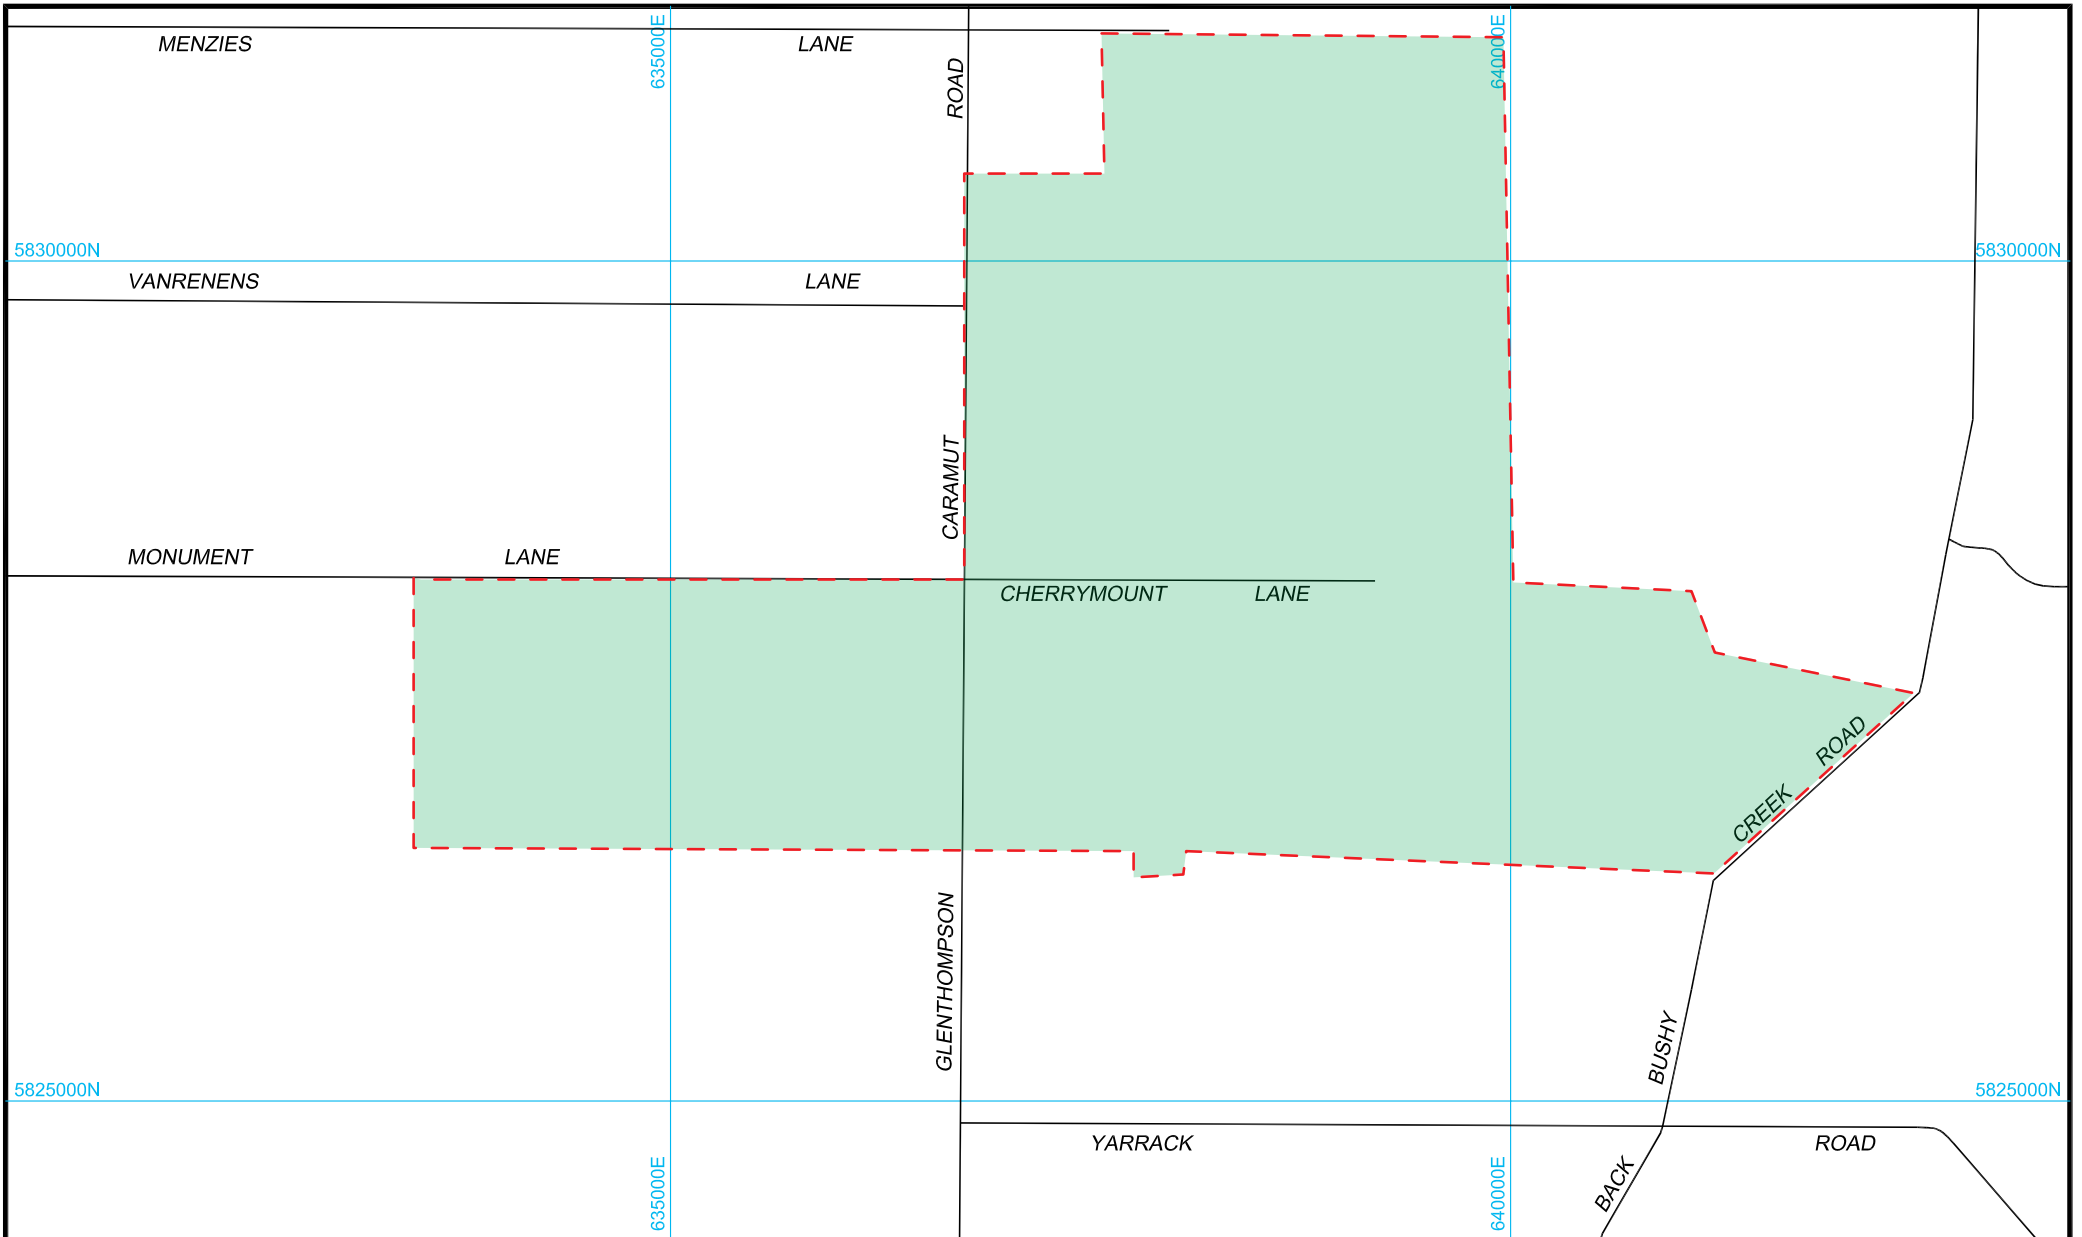 MENZIES LANE
635000E
640000E
ROAD
5830000N
5830000N
VANRENENS LANE
CARAMUT
MONUMENT LANE
CHERRYMOUNT LANE
CREEK ROAD
GLENTHOMPSON
BUSHY
5825000N
5825000N
YARRACK ROAD
BACK
635000E
640000E